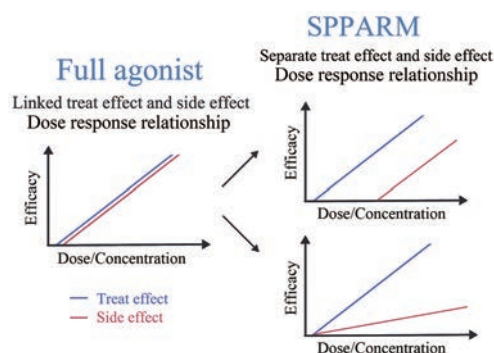 Full agonist
Linked treat effect and side effect
Dose response relationship
Efficacy
Dose/Concentration
Treat effect
Side effect
SPPARM
Separate treat effect and side effect
Dose response relationship
Efficacy
Dose/Concentration
Efficacy
Dose/Concentration